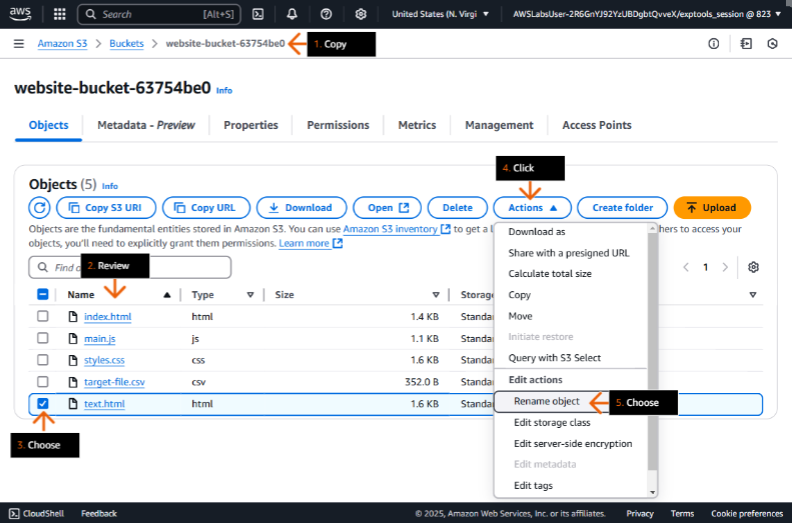 aws
Search [Alt+S]
United States (N. Virgi
AWSLabsUser-2R6GnYJ92YzUBDgbtQvveX/exptools_session @ 823
Amazon S3 > Buckets > website-bucket-63754be0
1. Copy
website-bucket-63754be0 Info
Objects Metadata - Preview Properties Permissions Metrics Management Access Points
4. Click
Objects (5) Info
Copy S3 URI Copy URL Download Open Delete Actions Create folder Upload
Objects are the fundamental entities stored in Amazon S3. You can use Amazon S3 inventory to get a
hers to access your
objects, you'll need to explicitly grant them permissions. Learn more
Find
2. Review
1
Name Type Size Storag
index.html html 1.4 KB Standa
main.js js 1.1 KB Standa
styles.css css 1.6 KB Standa
target-file.csv csv 352.0 B Standa
text.html html 1.6 KB Standa
3. Choose
Download as
Share with a presigned URL
Calculate total size
Copy
Move
Initiate restore
Query with S3 Select
Edit actions
Rename object
5. Choose
Edit storage class
Edit server-side encryption
Edit metadata
Edit tags
CloudShell Feedback © 2025, Amazon Web Services, Inc. or its affiliates. Privacy Terms Cookie preferences